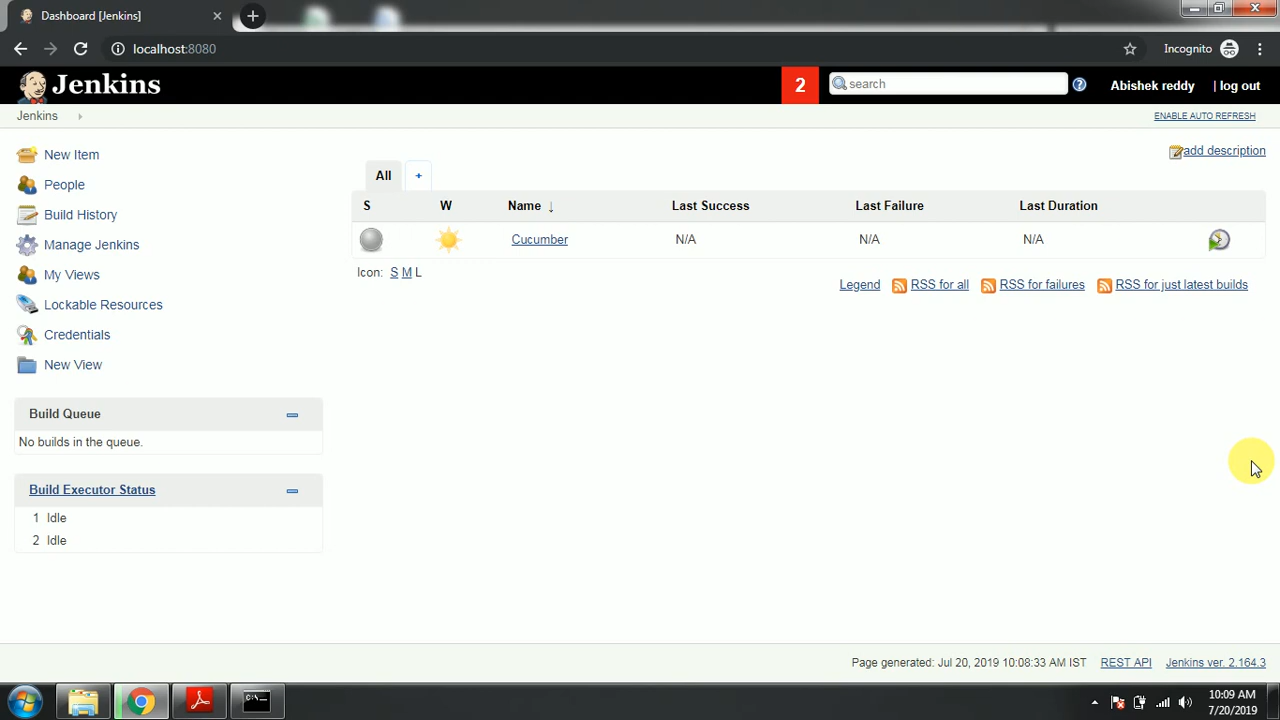 Dashboard [Jenkins]
localhost:8080
Incognito
Jenkins
2
search
Abishek reddy
| log out
Jenkins
ENABLE AUTO REFRESH
New Item
People
Build History
Manage Jenkins
My Views
Lockable Resources
Credentials
New View
Build Queue
No builds in the queue.
Build Executor Status
1 Idle
2 Idle
add description
All +
S W Name ↓ Last Success Last Failure Last Duration
Cucumber N/A N/A N/A
Icon: S M L
Legend RSS for all RSS for failures RSS for just latest builds
Page generated: Jul 20, 2019 10:08:33 AM IST REST API Jenkins ver. 2.164.3
C:\.
10:09 AM
7/20/2019